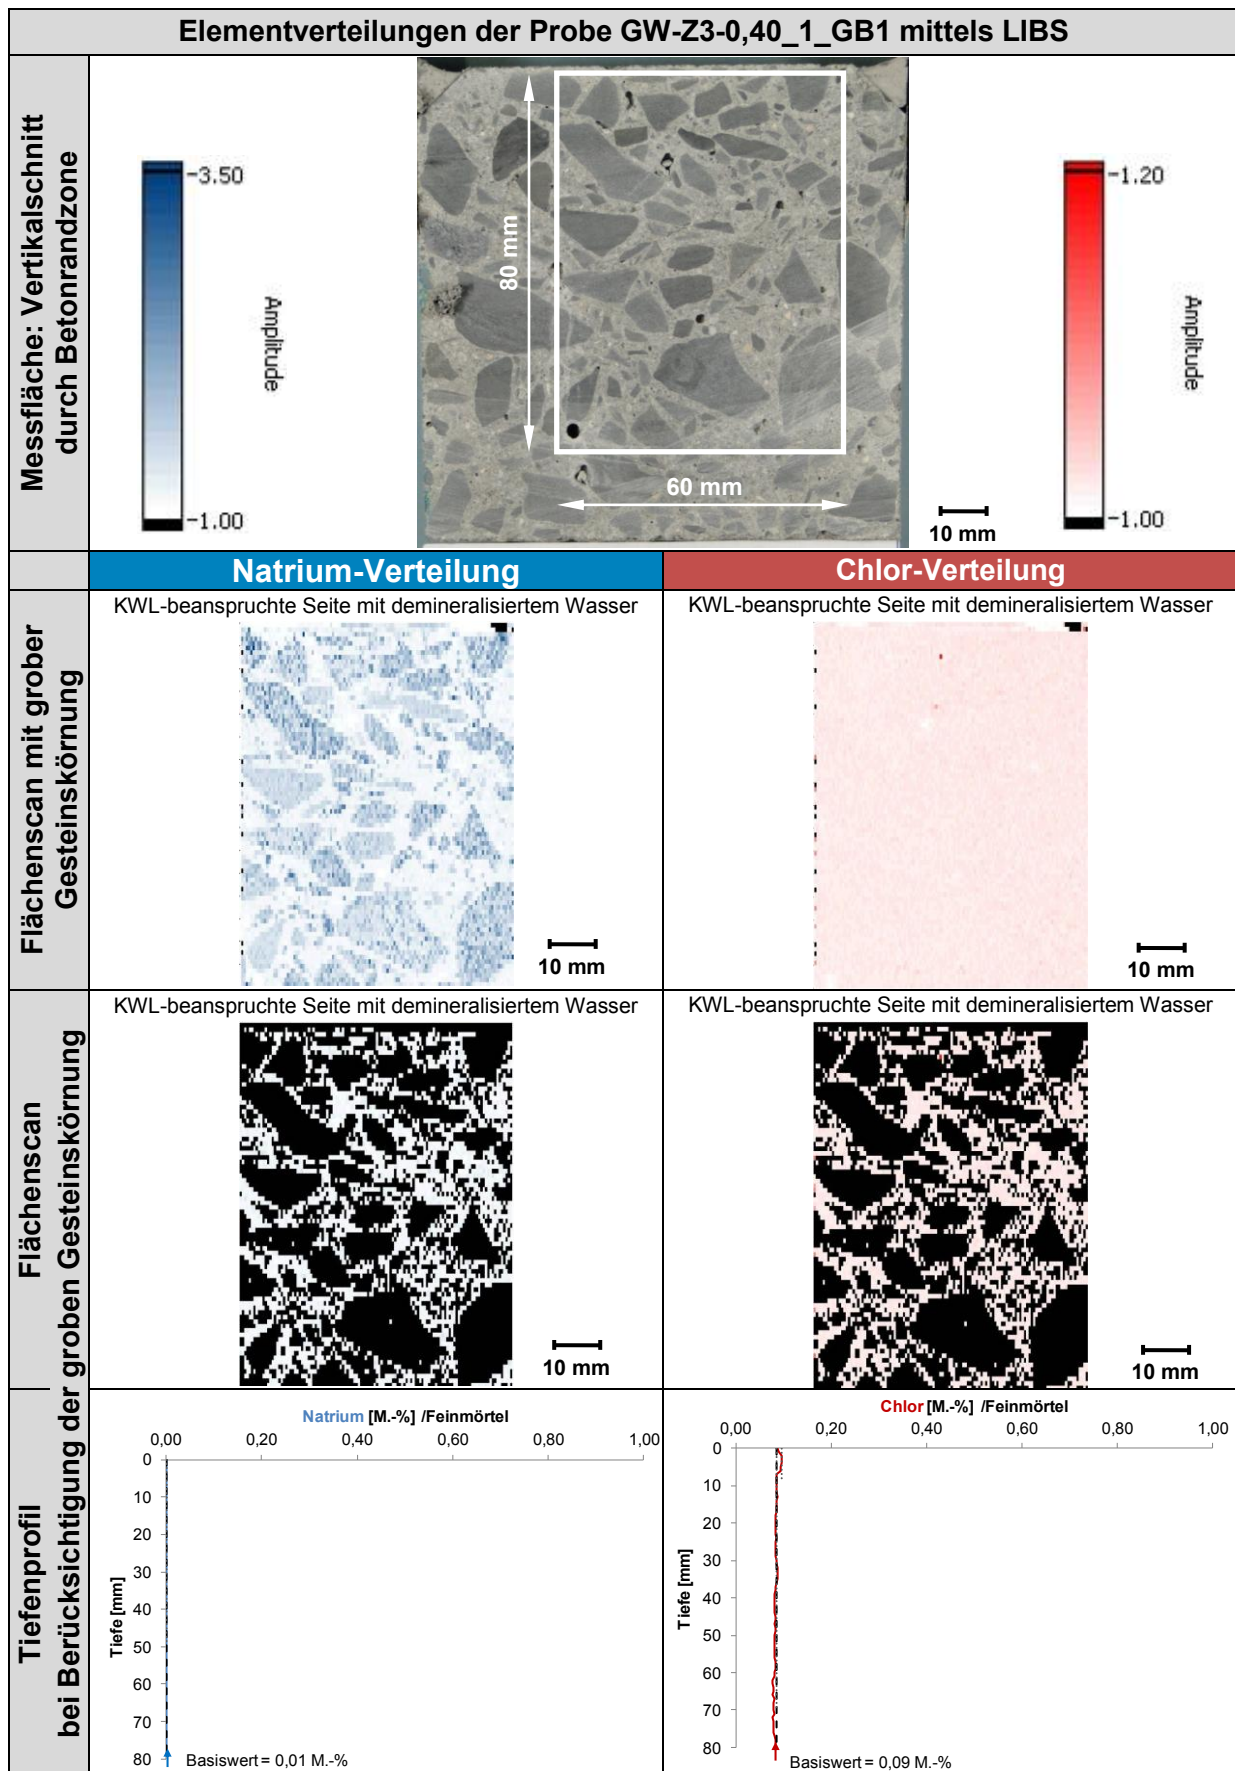 Elementverteilungen der Probe GW-Z3-0,40_1_GB1 mittels LIBS
Messfläche: Vertikalschnitt
durch Betonrandzone
3.50
Amplitude
1.00
80 mm
60 mm
10 mm
1.20
Amplitude
1.00
Natrium-Verteilung
Chlor-Verteilung
Flächenscan mit grober
Gesteinskörnung
KWL-beanspruchte Seite mit demineralisiertem Wasser
10 mm
KWL-beanspruchte Seite mit demineralisiertem Wasser
10 mm
Flächenscan
KWL-beanspruchte Seite mit demineralisiertem Wasser
10 mm
KWL-beanspruchte Seite mit demineralisiertem Wasser
10 mm
Tiefenprofil
bei Berücksichtigung der groben Gesteinskörnung
Natrium [M.-%] /Feinmörtel
0,00 0,20 0,40 0,60 0,80 1,00
Tiefe [mm]
0
10
20
30
40
50
60
70
80
Basiswert = 0,01 M.-%
Chlor [M.-%] /Feinmörtel
0,00 0,20 0,40 0,60 0,80 1,00
Tiefe [mm]
0
10
20
30
40
50
60
70
80
Basiswert = 0,09 M.-%